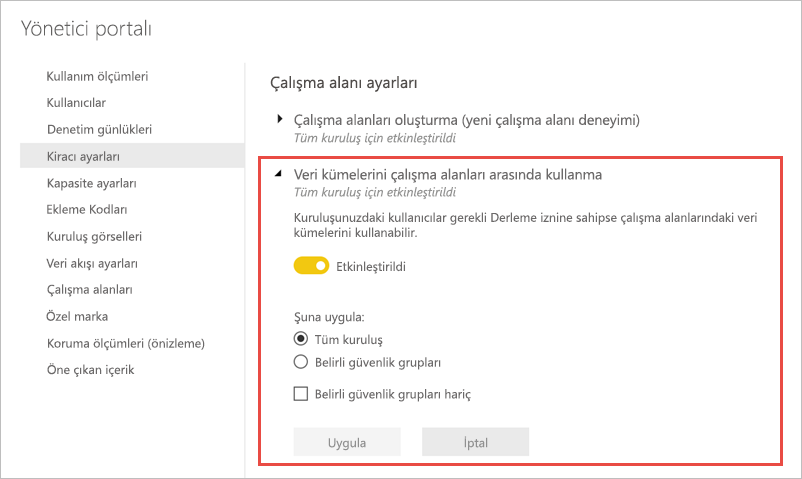 Yönetici portalı
Kullanım ölçümleri
Kullanıcılar
Denetim günlükleri
Kiracı ayarları
Kapasite ayarları
Ekleme Kodları
Kuruluş görselleri
Veri akışı ayarları
Çalışma alanları
Özel marka
Koruma ölçümleri (önizleme)
Öne çıkan içerik
Çalışma alanı ayarları
Çalışma alanları oluşturma (yeni çalışma alanı deneyimi)
Tüm kuruluş için etkinleştirildi
Veri kümelerini çalışma alanları arasında kullanma
Tüm kuruluş için etkinleştirildi
Kuruluşunuzdaki kullanıcılar gerekli Derleme iznine sahipse çalışma alanlarındaki veri
kümelerini kullanabilir.
Etkinleştirildi
Şuna uygula:
Tüm kuruluş
Belirli güvenlik grupları
Belirli güvenlik grupları hariç
Uygula
İptal